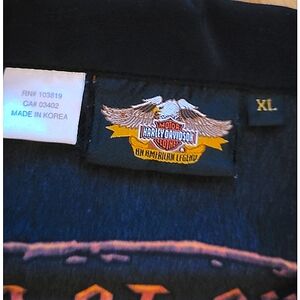 RN# 103819
CA# 03402
MADE IN KOREA
MOTOR
HARLEY-DAVIDSON
CYCLES
AN AMERICAN LEGEND
XL